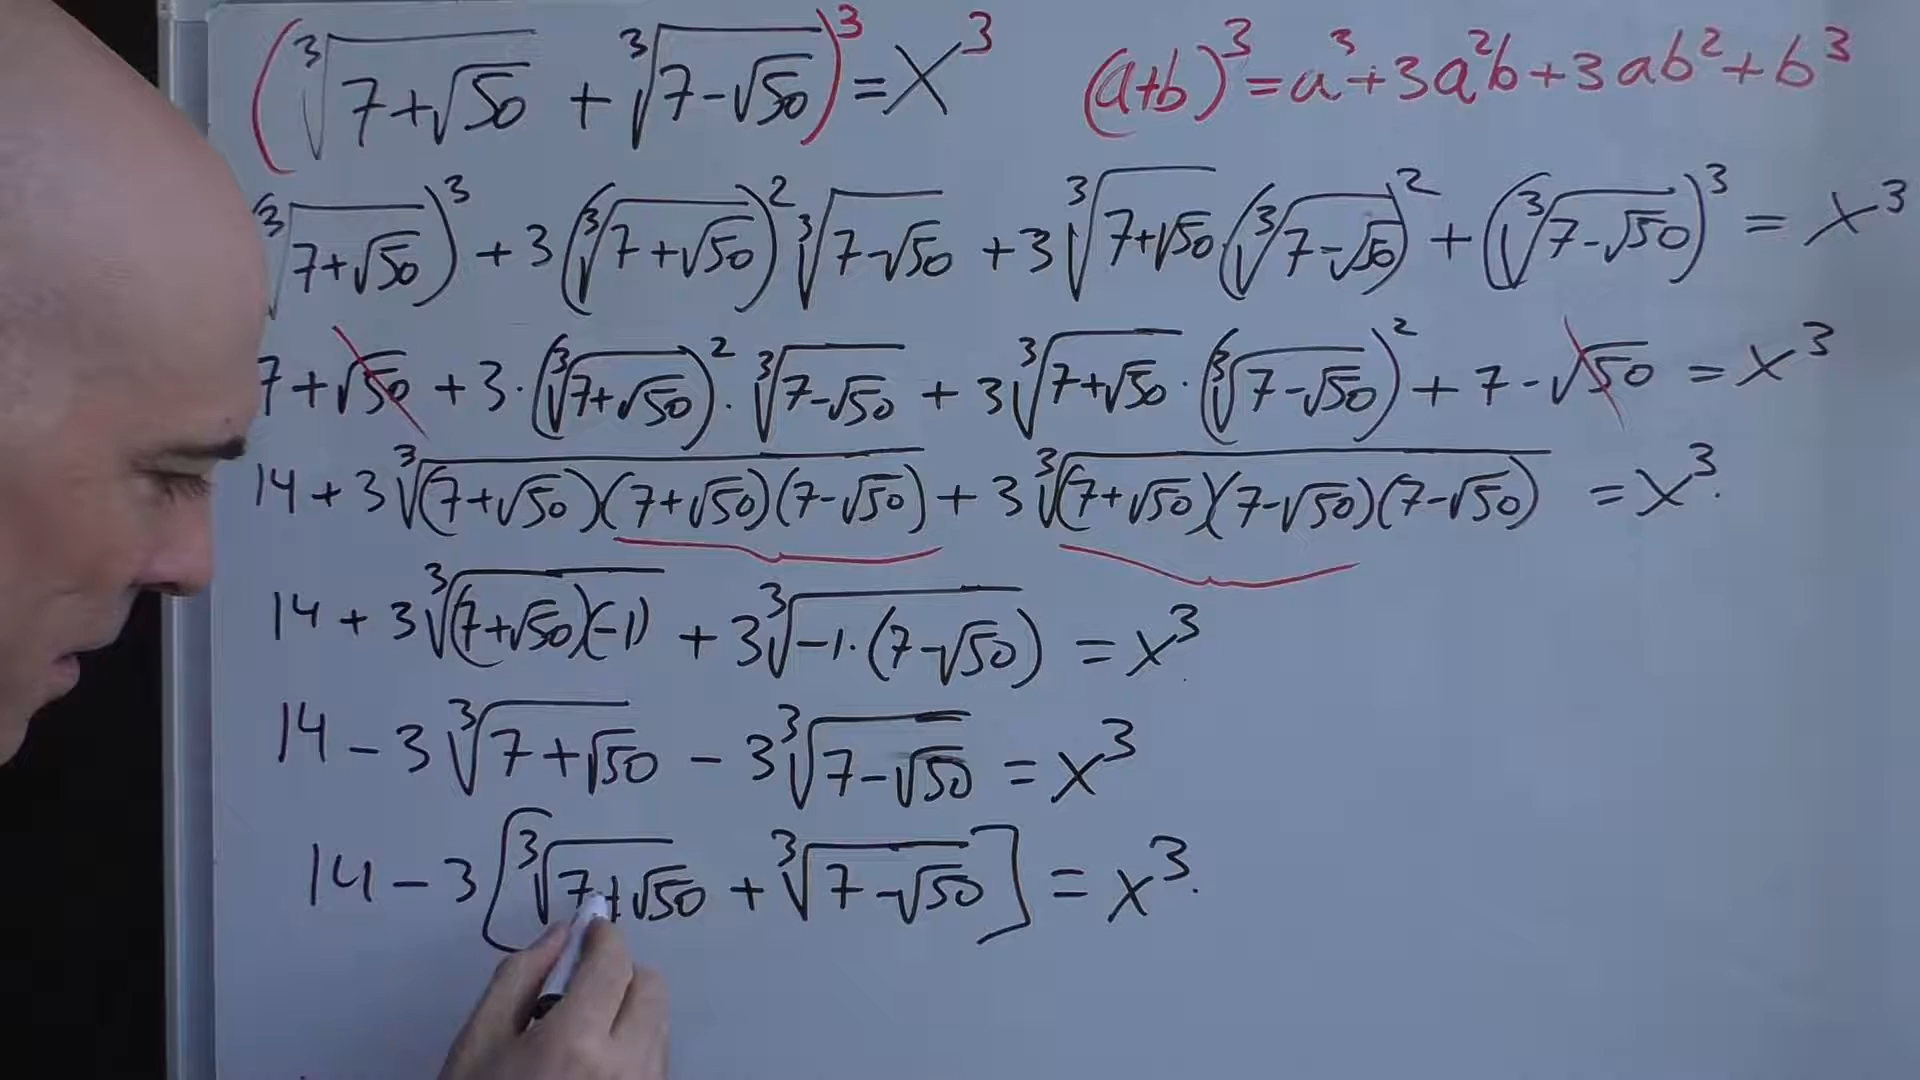 (∛(7+√50) + ∛(7-√50))³ = x³
(a+b)³ = a³ + 3a²b + 3ab² + b³
∛(7+√50))³ + 3(∛(7+√50))² ∛(7-√50) + 3∛(7+√50) (∛(7-√50))² + (∛(7-√50))³ = x³
7 + √50 + 3·(∛(7+√50))²·∛(7-√50) + 3∛(7+√50)·(∛(7-√50))² + 7 - √50 = x³
14 + 3∛((7+√50)(7+√50)(7-√50)) + 3∛((7+√50)(7-√50)(7-√50)) = x³.
14 + 3∛((7+√50)(-1)) + 3∛(-1·(7-√50)) = x³
14 - 3∛(7+√50) - 3∛(7-√50) = x³
14 - 3[∛(7+√50) + ∛(7-√50)] = x³.